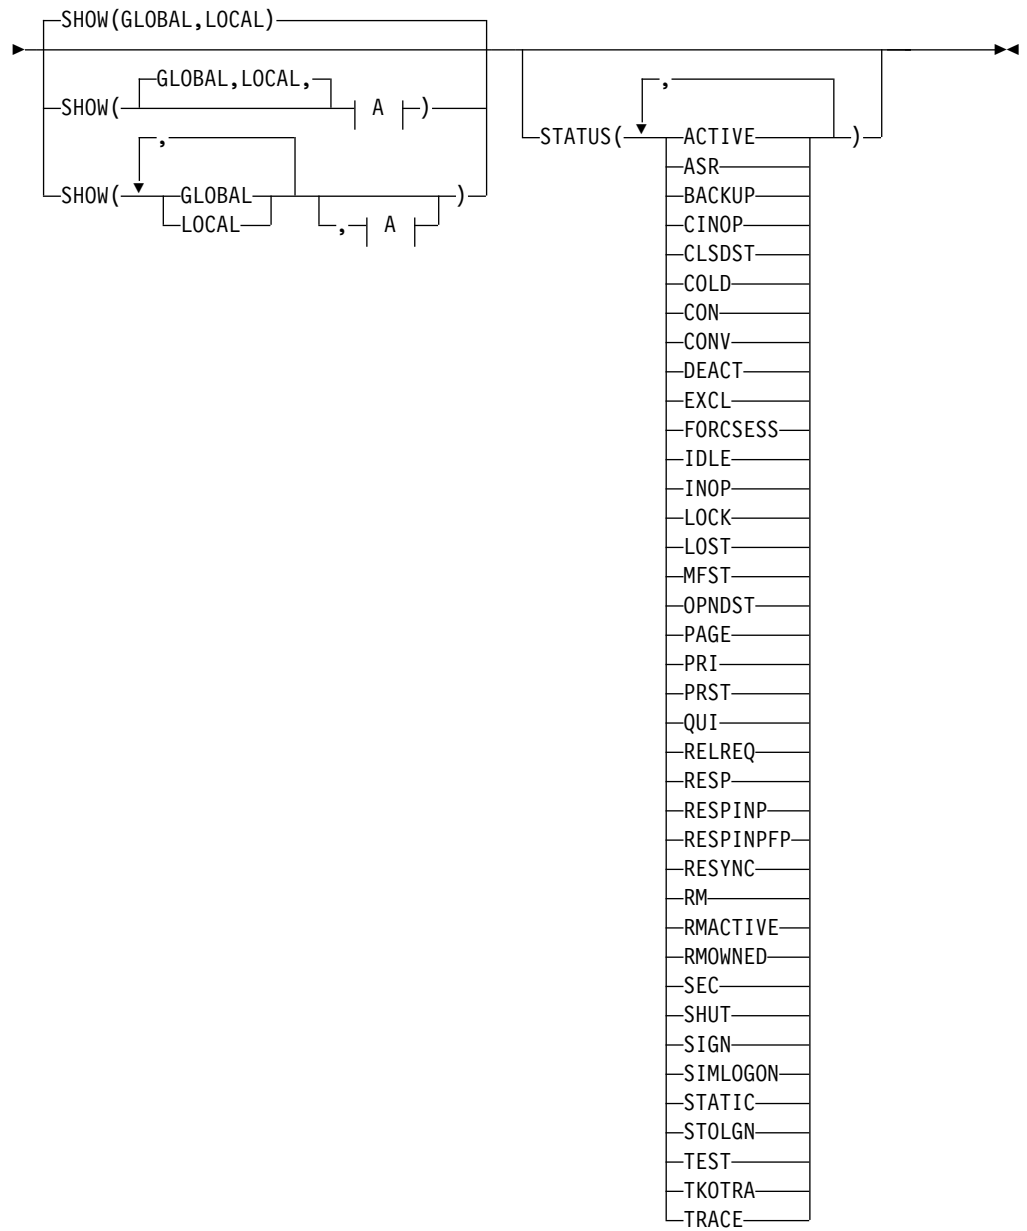 SHOW(GLOBAL,LOCAL)
GLOBAL,LOCAL,
SHOW( A )
,
SHOW( GLOBAL )
LOCAL , A
,
STATUS( ACTIVE )
ASR
BACKUP
CINOP
CLSDST
COLD
CON
CONV
DEACT
EXCL
FORCSESS
IDLE
INOP
LOCK
LOST
MFST
OPNDST
PAGE
PRI
PRST
QUI
RELREQ
RESP
RESPINP
RESPINPFP
RESYNC
RM
RMACTIVE
RMOWNED
SEC
SHUT
SIGN
SIMLOGON
STATIC
STOLGN
TEST
TKOTRA
TRACE